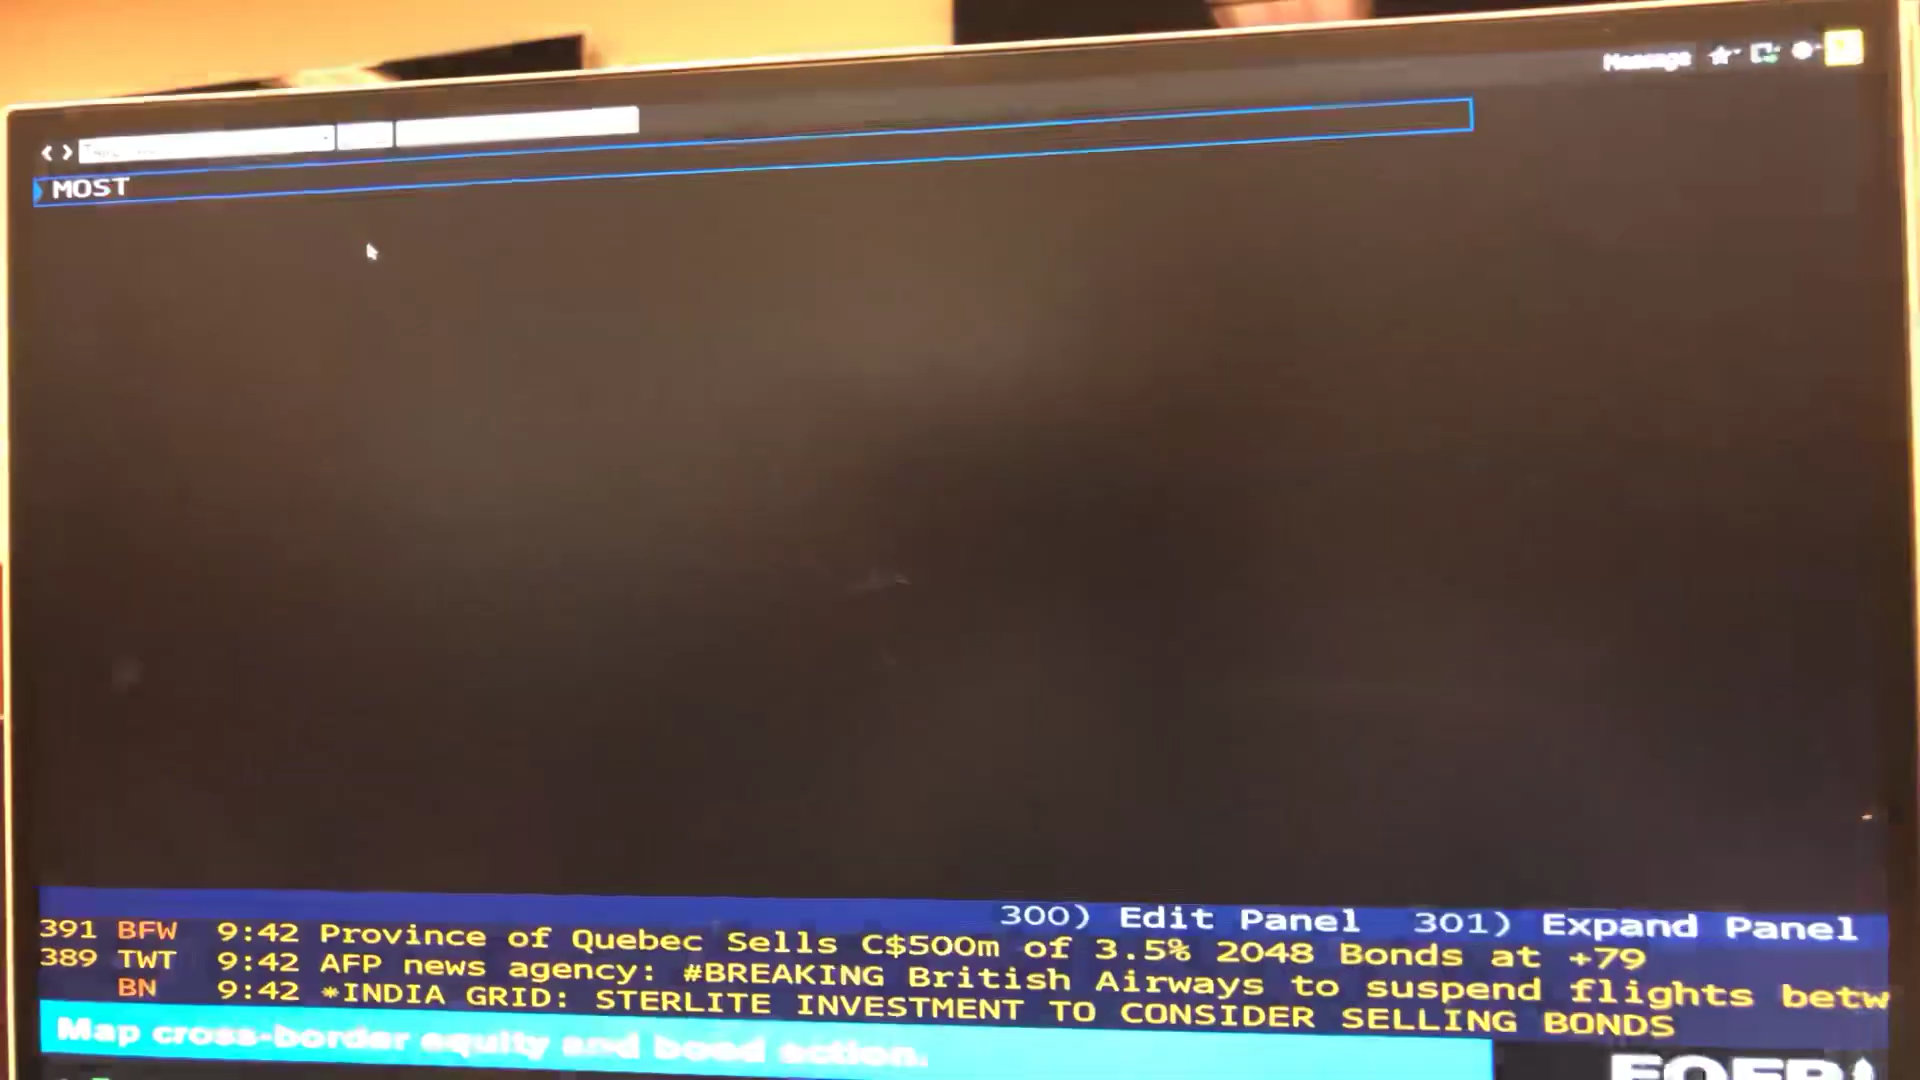 Message
MOST
300) Edit Panel 301) Expand Panel
391 BFW 9:42 Province of Quebec Sells C$500m of 3.5% 2048 Bonds at +79
389 TWT 9:42 AFP news agency: #BREAKING British Airways to suspend flights betw
BN 9:42 *INDIA GRID: STERLITE INVESTMENT TO CONSIDER SELLING BONDS
Map cross-border equity and bond action.